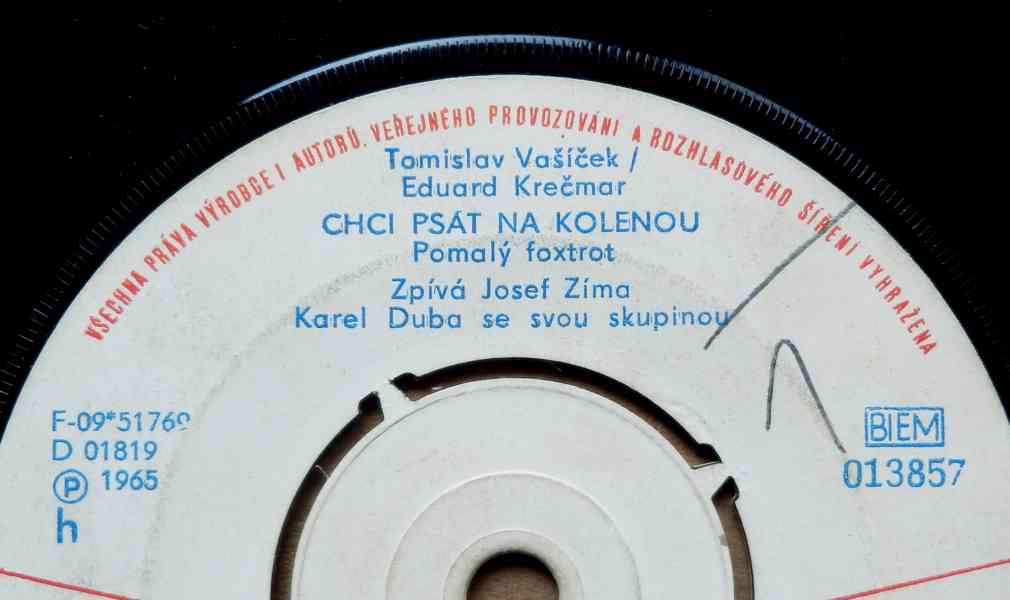 VŠECHNA PRÁVA VÝROBCE I AUTORŮ. VEŘEJNÉHO PROVOZOVÁNÍ A ROZHLASOVÉHO ŠÍŘENÍ VYHRAŽENA
Tomislav Vašíček /
Eduard Krečmar
CHCI PSÁT NA KOLENOU
Pomalý foxtrot
Zpívá Josef Zíma
Karel Duba se svou skupinou
F-09*51769
D 01819
Ⓟ 1965
h
BIEM
013857